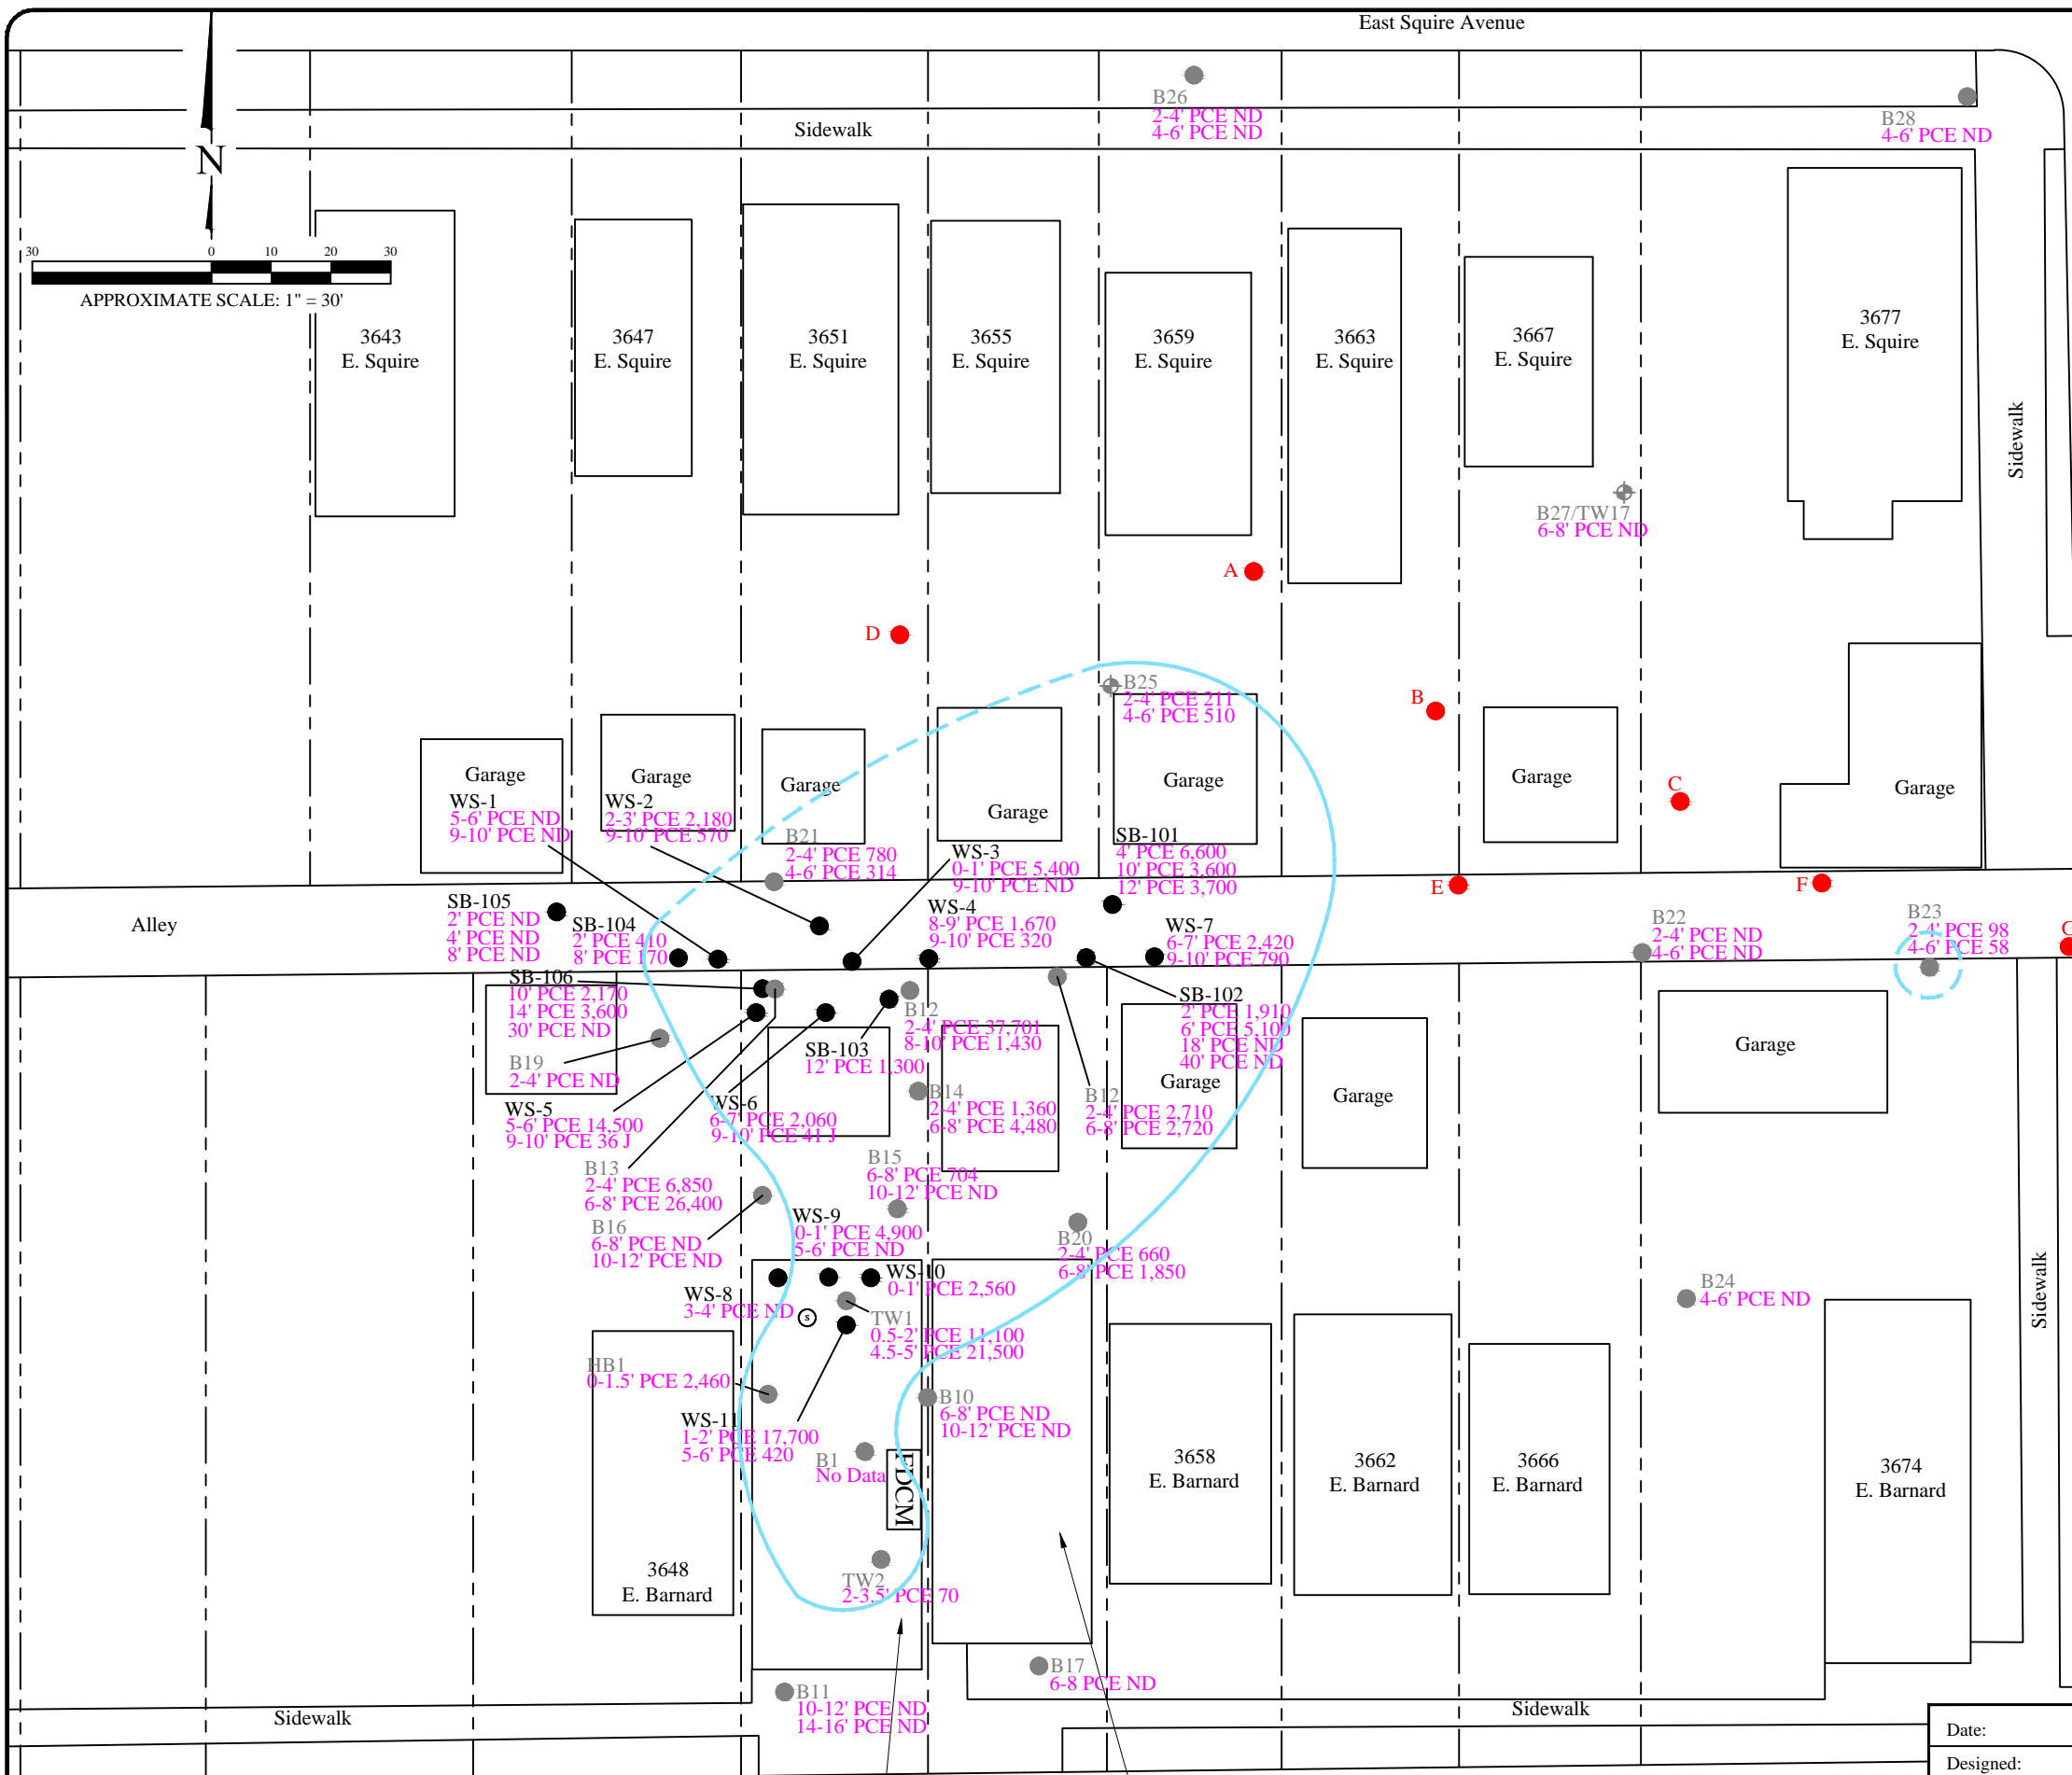 East Squire Avenue
B26
2-4' PCE ND
4-6' PCE ND
B28
4-6' PCE ND
Sidewalk
N
30 0 10 20 30
APPROXIMATE SCALE: 1" = 30'
3643
E. Squire
3647
E. Squire
3651
E. Squire
3655
E. Squire
3659
E. Squire
3663
E. Squire
3667
E. Squire
3677
E. Squire
Sidewalk
B27/TW17
6-8' PCE ND
A
D
B
C
B25
2-4' PCE 211
4-6' PCE 510
Garage
Garage
Garage
Garage
Garage
Garage
Garage
WS-1
5-6' PCE ND
9-10' PCE ND
WS-2
2-3' PCE 2,180
9-10' PCE 570
B21
2-4' PCE 780
4-6' PCE 314
WS-3
0-1' PCE 5,400
9-10' PCE ND
SB-101
4' PCE 6,600
10' PCE 3,600
12' PCE 3,700
E
F
G
Alley
SB-105
2' PCE ND
4' PCE ND
8' PCE ND
SB-104
2' PCE 410
8' PCE 170
WS-4
8-9' PCE 1,670
9-10' PCE 320
WS-7
6-7' PCE 2,420
9-10' PCE 790
B22
2-4' PCE ND
4-6' PCE ND
B23
2-4' PCE 98
4-6' PCE 58
SB-106
10' PCE 2,170
14' PCE 3,600
30' PCE ND
SB-102
2' PCE 1,910
6' PCE 5,100
18' PCE ND
40' PCE ND
B12
2-4' PCE 37,701
8-10' PCE 1,430
SB-103
12' PCE 1,300
B19
2-4' PCE ND
Garage
Garage
Garage
WS-5
5-6' PCE 14,500
9-10' PCE 36 J
WS-6
6-7' PCE 2,060
9-10' PCE 41 J
B14
2-4' PCE 1,360
6-8' PCE 4,480
B12
2-4' PCE 2,710
6-8' PCE 2,720
B13
2-4' PCE 6,850
6-8' PCE 26,400
B15
6-8' PCE 704
10-12' PCE ND
B16
6-8' PCE ND
10-12' PCE ND
WS-9
0-1' PCE 4,900
5-6' PCE ND
B20
2-4' PCE 660
6-8' PCE 1,850
WS-10
0-1' PCE 2,560
WS-8
3-4' PCE ND
S
TW1
0.5-2' PCE 11,100
4.5-5' PCE 21,500
B24
4-6' PCE ND
Sidewalk
HB1
0-1.5' PCE 2,460
WS-11
1-2' PCE 17,700
5-6' PCE 420
B10
6-8' PCE ND
10-12' PCE ND
B1
No Data
EDCM
3658
E. Barnard
3662
E. Barnard
3666
E. Barnard
3674
E. Barnard
3648
E. Barnard
TW2
2-3.5' PCE 70
B17
6-8 PCE ND
B11
10-12' PCE ND
14-16' PCE ND
Sidewalk
Sidewalk
Date:
Designed: